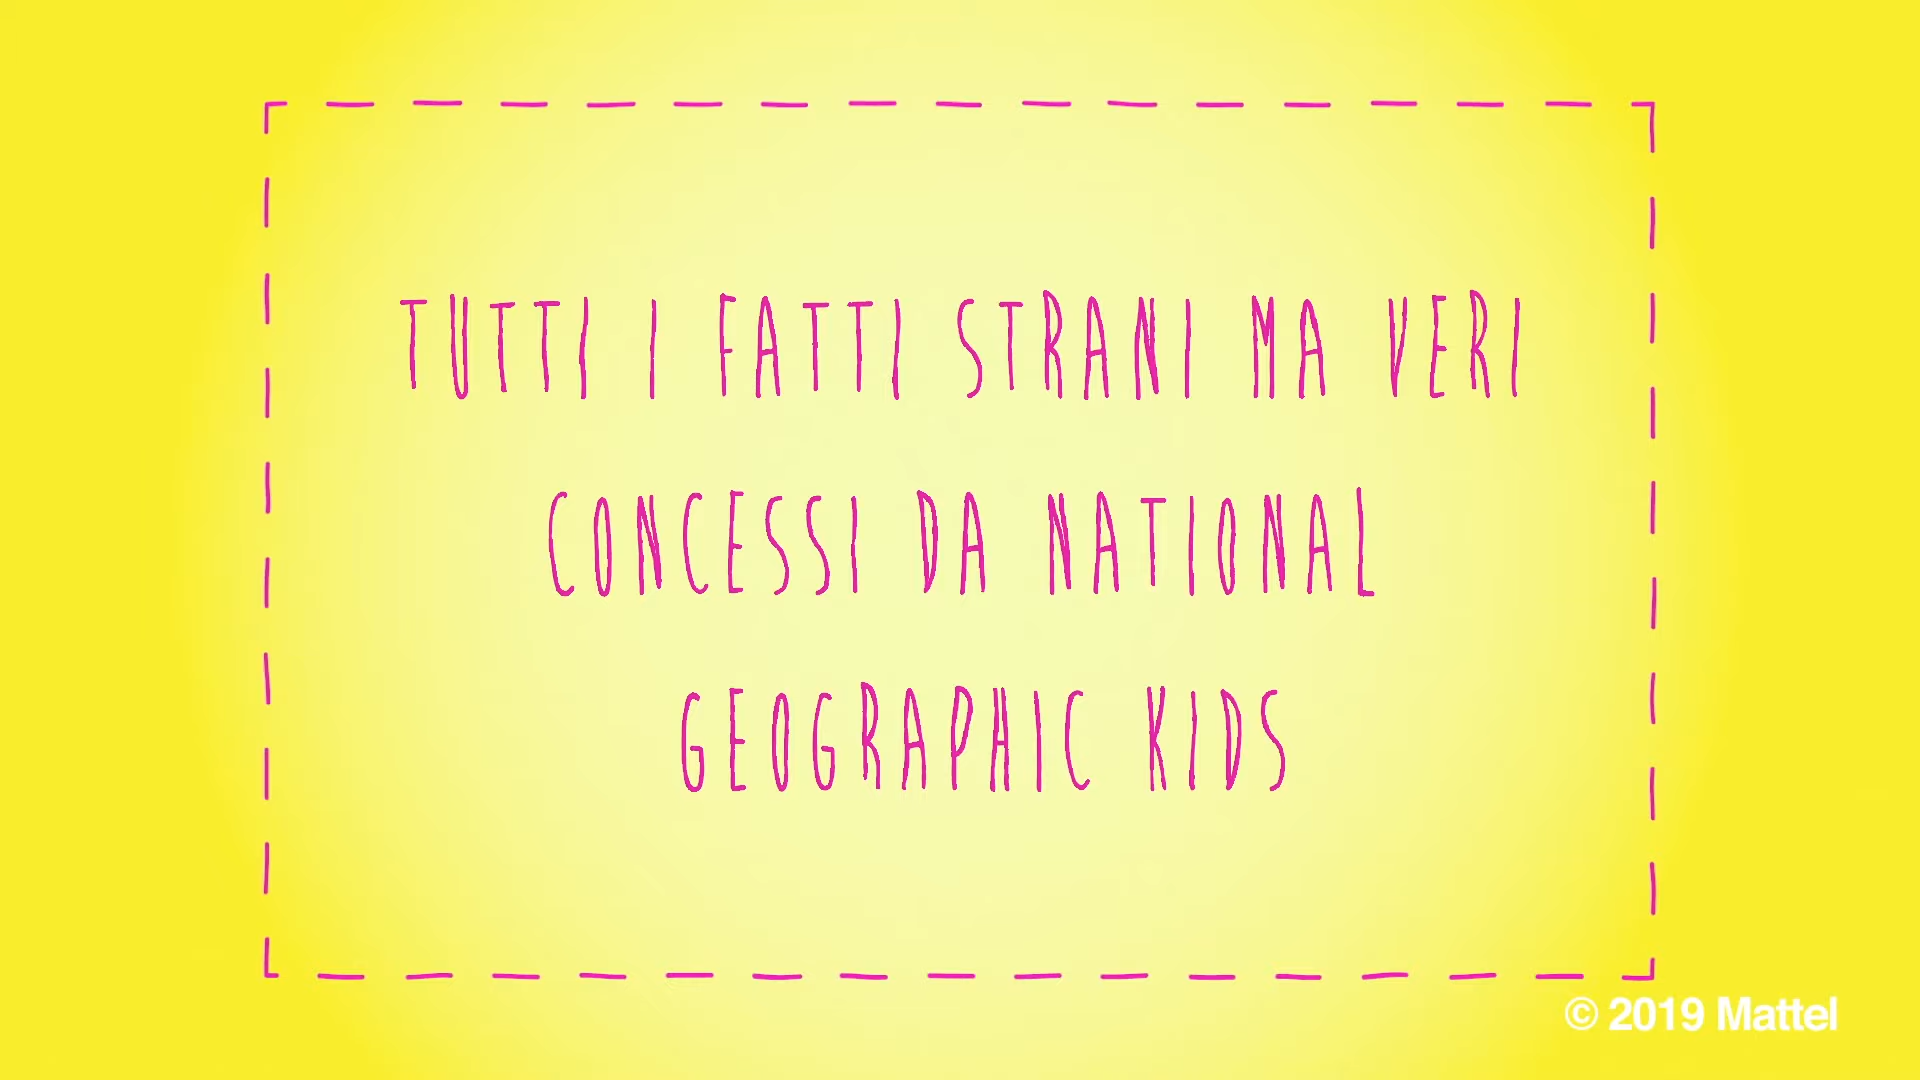 TUTTI I FATTI STRANI MA VERI
CONCESSI DA NATIONAL
GEOGRAPHIC KIDS
© 2019 Mattel